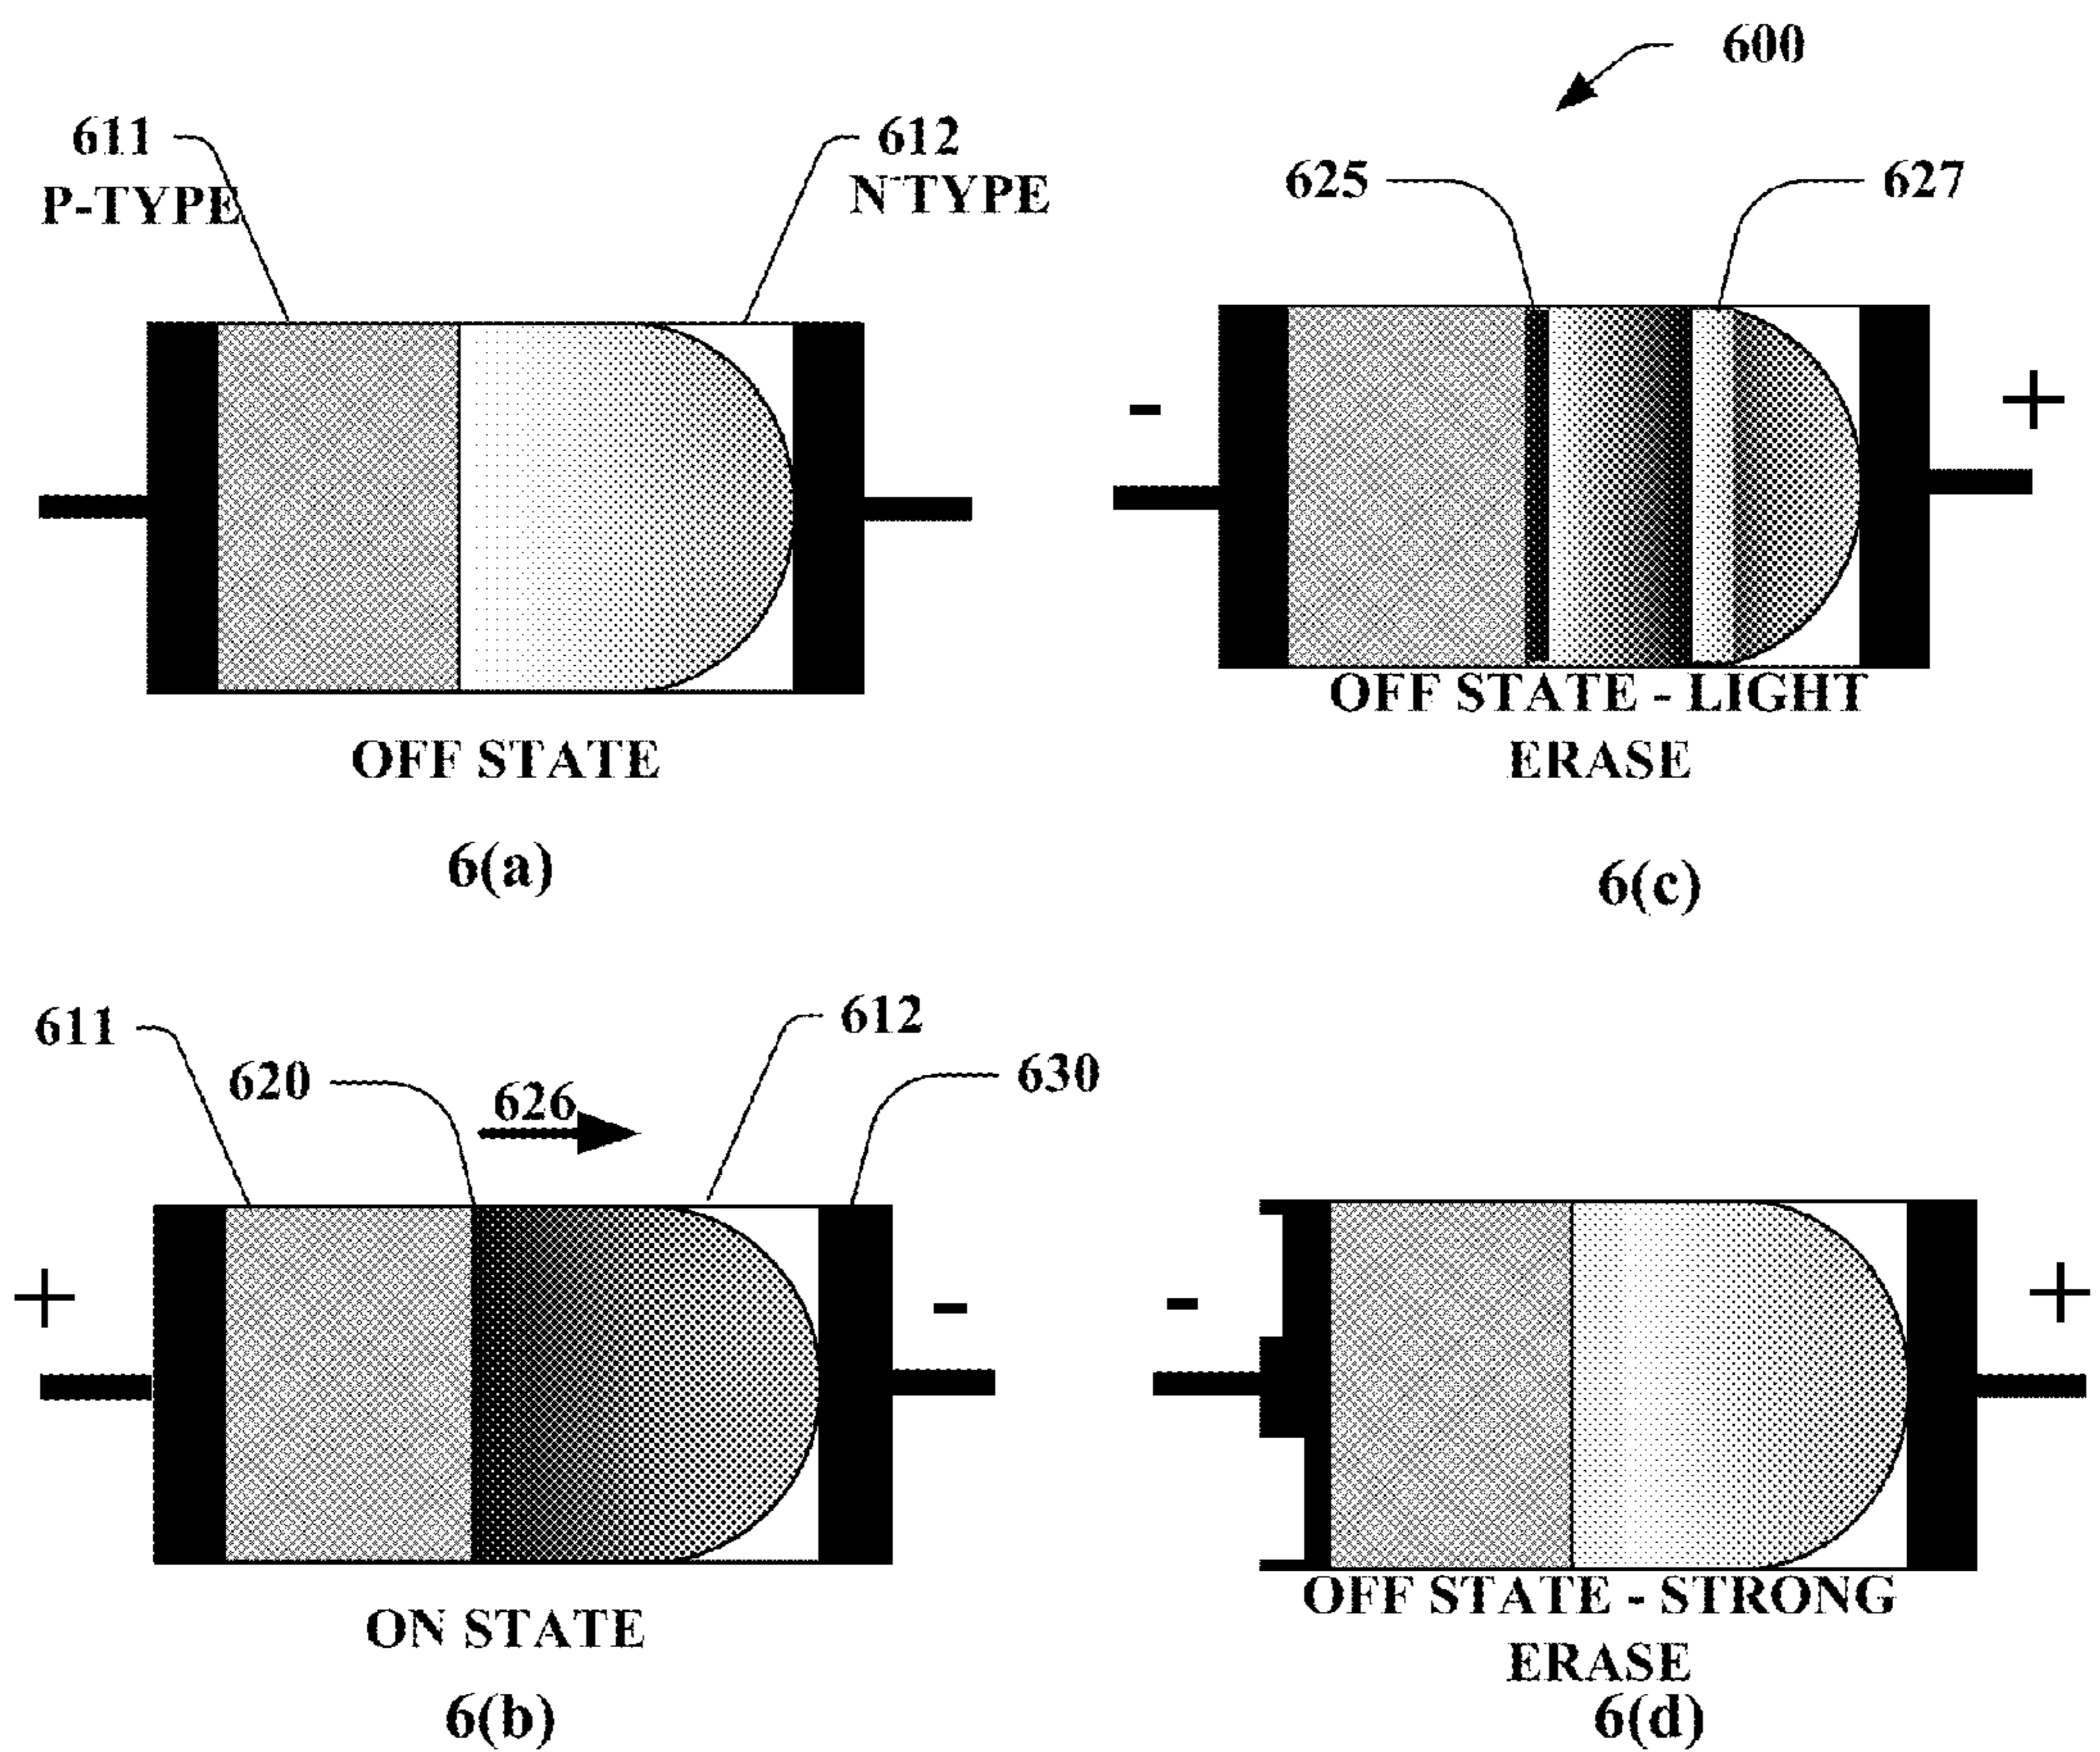 600
611
P-TYPE
612
N-TYPE
625
627
-
+
OFF STATE
6(a)
OFF STATE - LIGHT
ERASE
6(c)
611
620
626
612
630
+
-
ON STATE
6(b)
-
+
OFF STATE - STRONG
ERASE
6(d)